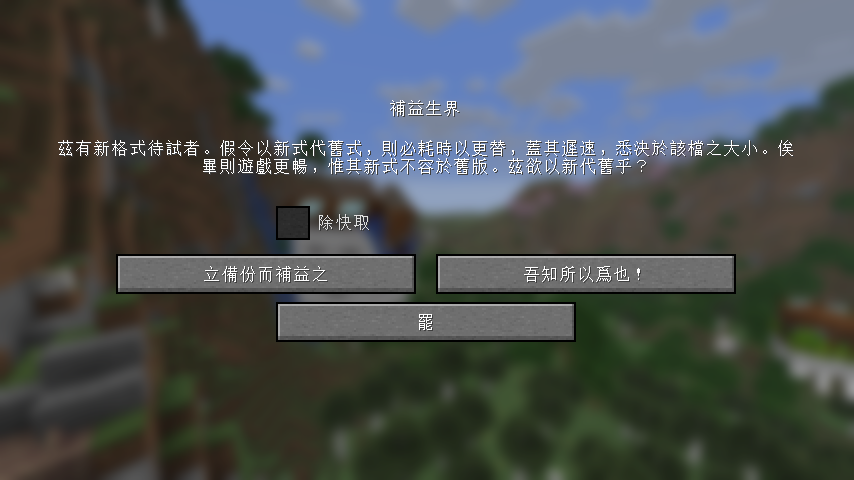 補益生界
茲有新格式待試者。假令以新式代舊式，則必耗時以更替，蓋其遲速，悉決於該檔之大小。俟
畢則遊戲更暢，惟其新式不容於舊版。茲欲以新代舊乎？
除快取
立備份而補益之
吾知所以爲也！
罷